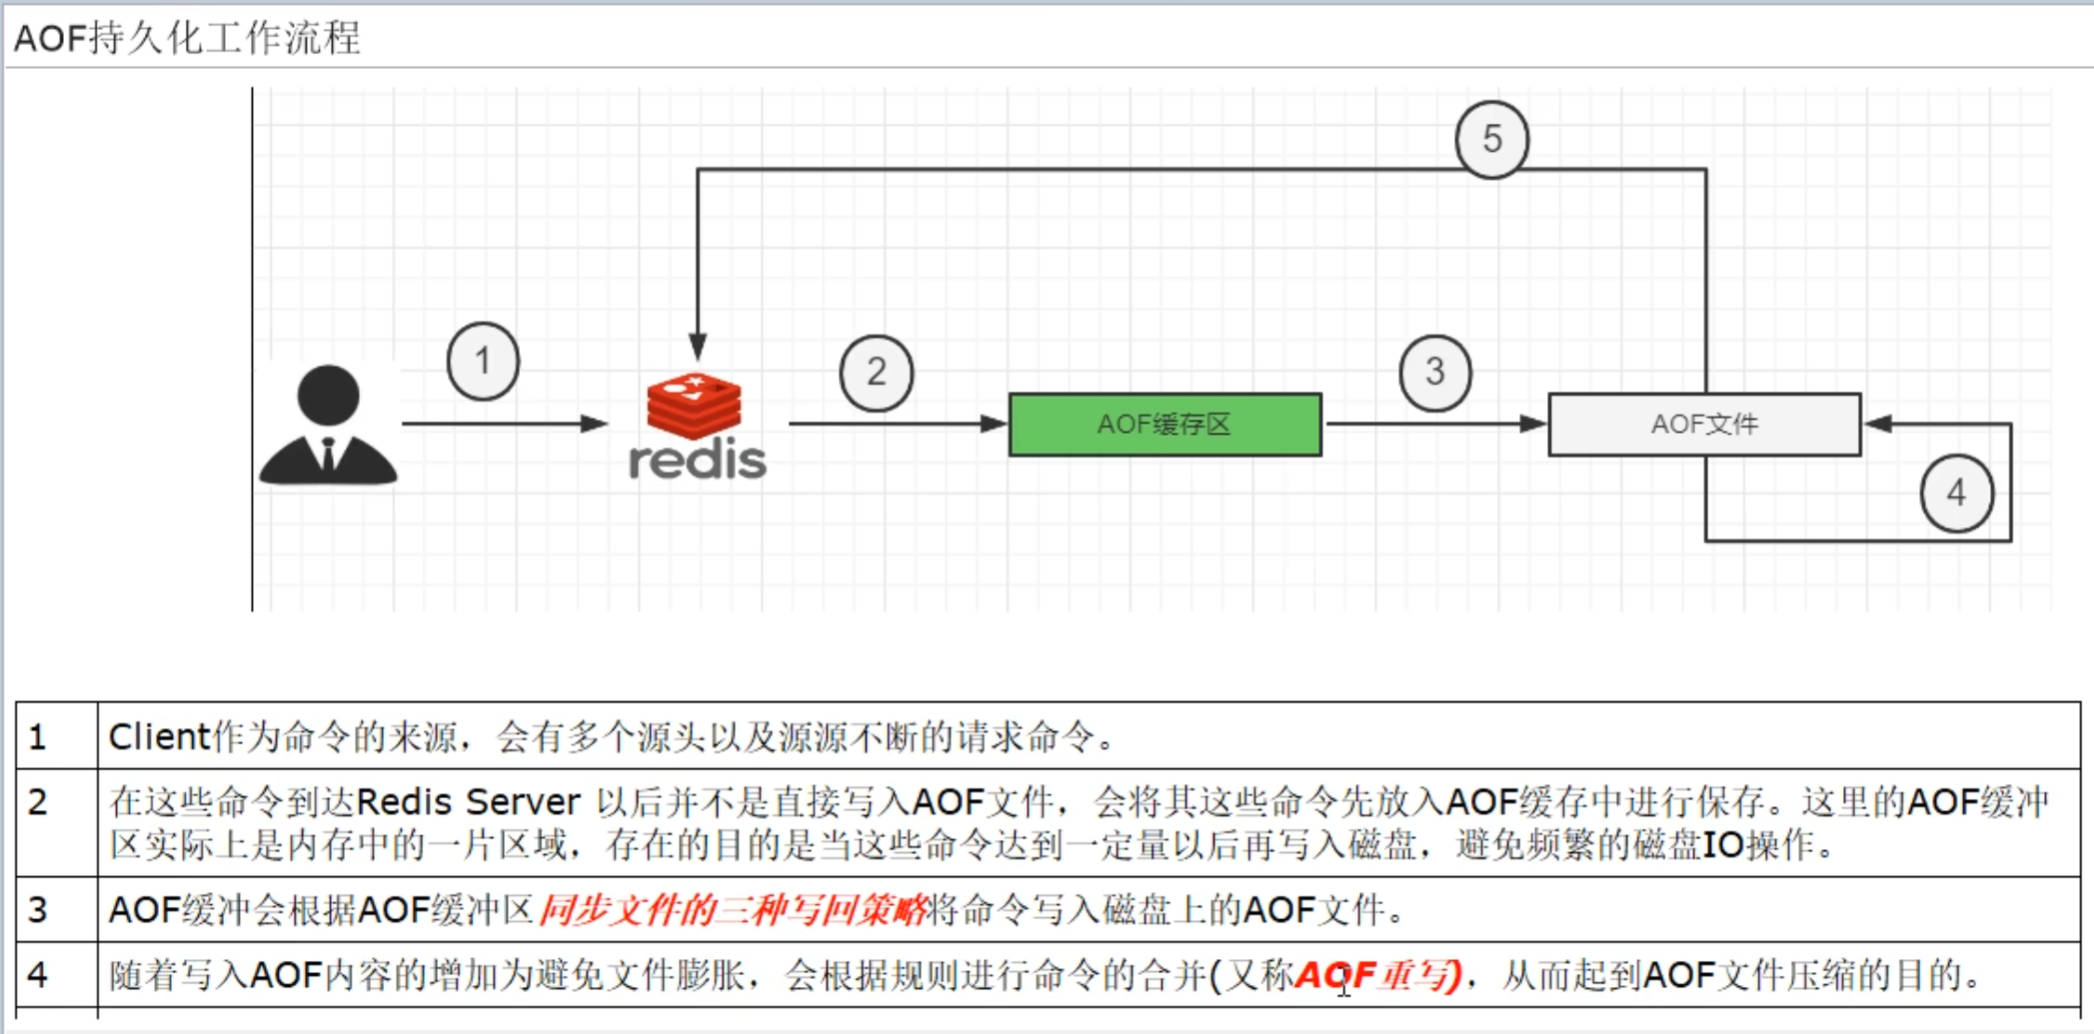 AOF持久化工作流程
5
1
2
3
redis
AOF缓存区
AOF文件
4
1
Client作为命令的来源，会有多个源头以及源源不断的请求命令。
2
在这些命令到达Redis Server 以后并不是直接写入AOF文件，会将其这些命令先放入AOF缓存中进行保存。这里的AOF缓冲
区实际上是内存中的一片区域，存在的目的是当这些命令达到一定量以后再写入磁盘，避免频繁的磁盘IO操作。
3
AOF缓冲会根据AOF缓冲区同步文件的三种写回策略将命令写入磁盘上的AOF文件。
4
随着写入AOF内容的增加为避免文件膨胀，会根据规则进行命令的合并(又称AOF重写)，从而起到AOF文件压缩的目的。